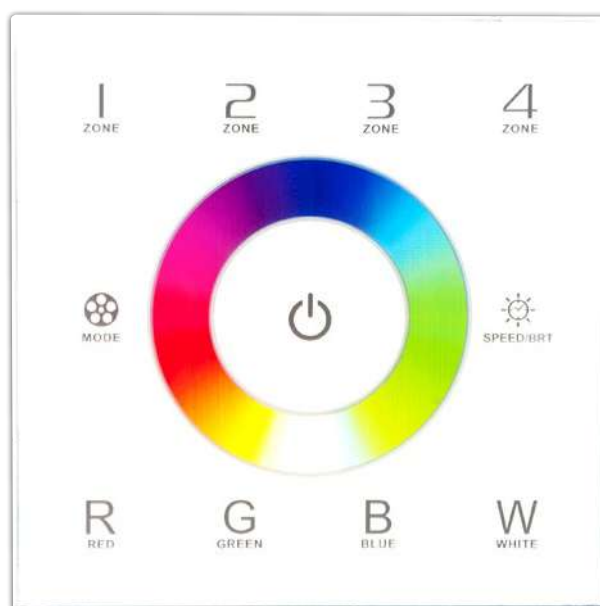 1 2 3 4
ZONE ZONE ZONE ZONE
MODE SPEED/BRT
R G B W
RED GREEN BLUE WHITE